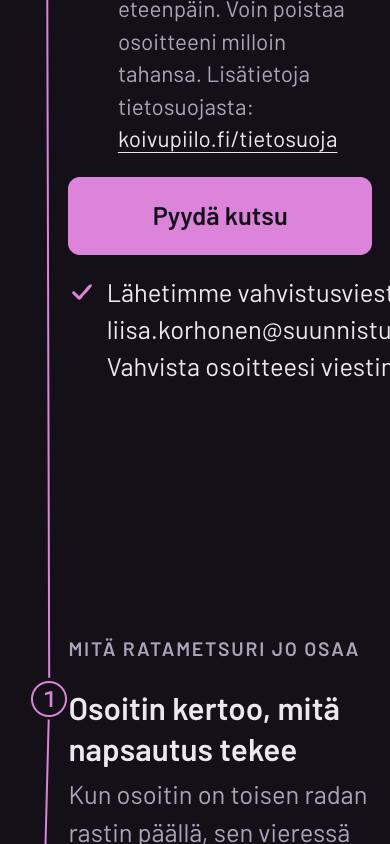 eteenpäin. Voin poistaa
osoitteeni milloin
tahansa. Lisätietoja
tietosuojasta:
koivupiilo.fi/tietosuoja
Pyydä kutsu
Lähetimme vahvistusviest
liisa.korhonen@suunnistu
Vahvista osoitteesi viestin
MITÄ RATAMETSURI JO OSAA
1
Osoitin kertoo, mitä
napsautus tekee
Kun osoitin on toisen radan
rastin päällä, sen vieressä